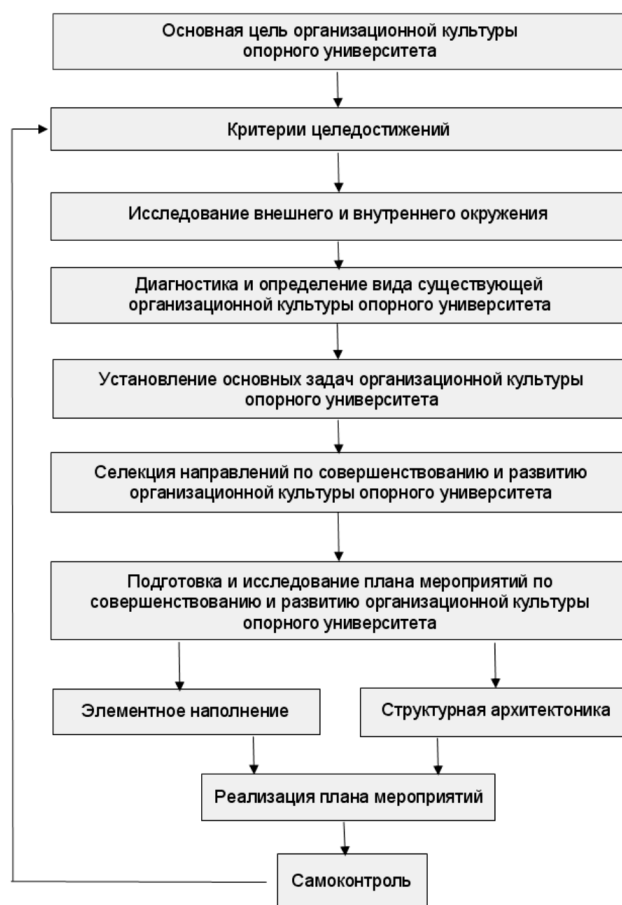 Основная цель организационной культуры
опорного университета
Критерии целедостижений
Исследование внешнего и внутреннего окружения
Диагностика и определение вида существующей
организационной культуры опорного университета
Установление основных задач организационной культуры
опорного университета
Селекция направлений по совершенствованию и развитию
организационной культуры опорного университета
Подготовка и исследование плана мероприятий по
совершенствованию и развитию организационной культуры
опорного университета
Элементное наполнение
Структурная архитектоника
Реализация плана мероприятий
Самоконтроль